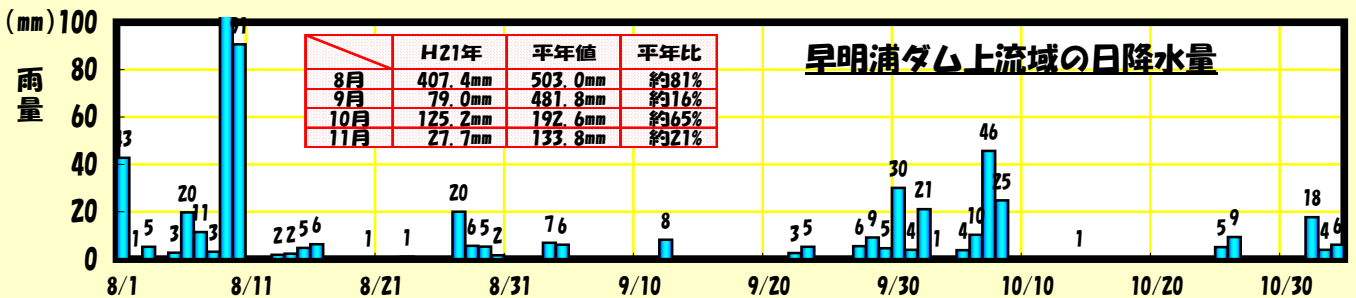 (mm)
早明浦ダム上流域の日降水量
雨量
100
80
60
40
20
0
H21年 平年値 平年比
8月 407.4mm 503.0mm 約81%
9月 79.0mm 481.8mm 約16%
10月 125.2mm 192.6mm 約65%
11月 27.7mm 133.8mm 約21%
43 1 5 3 20 11 3 91 2 2 5 6 1 1 20 6 5 2 7 6 8 3 5 6 9 5 30 4 21 1 4 10 46 25 1 5 9 18 4 6
8/1 8/11 8/21 8/31 9/10 9/20 9/30 10/10 10/20 10/30